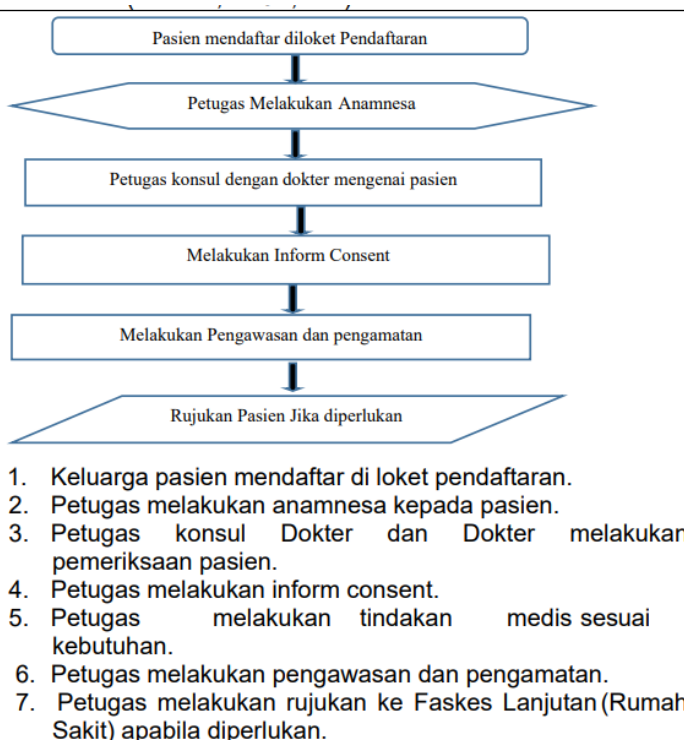 Pasien mendaftar diloket Pendaftaran
Petugas Melakukan Anamnesa
Petugas konsul dengan dokter mengenai pasien
Melakukan Inform Consent
Melakukan Pengawasan dan pengamatan
Rujukan Pasien Jika diperlukan
1. Keluarga pasien mendaftar di loket pendaftaran.
2. Petugas melakukan anamnesa kepada pasien.
3. Petugas konsul Dokter dan Dokter melakukan
pemeriksaan pasien.
4. Petugas melakukan inform consent.
5. Petugas melakukan tindakan medis sesuai
kebutuhan.
6. Petugas melakukan pengawasan dan pengamatan.
7. Petugas melakukan rujukan ke Faskes Lanjutan (Rumah
Sakit) apabila diperlukan.